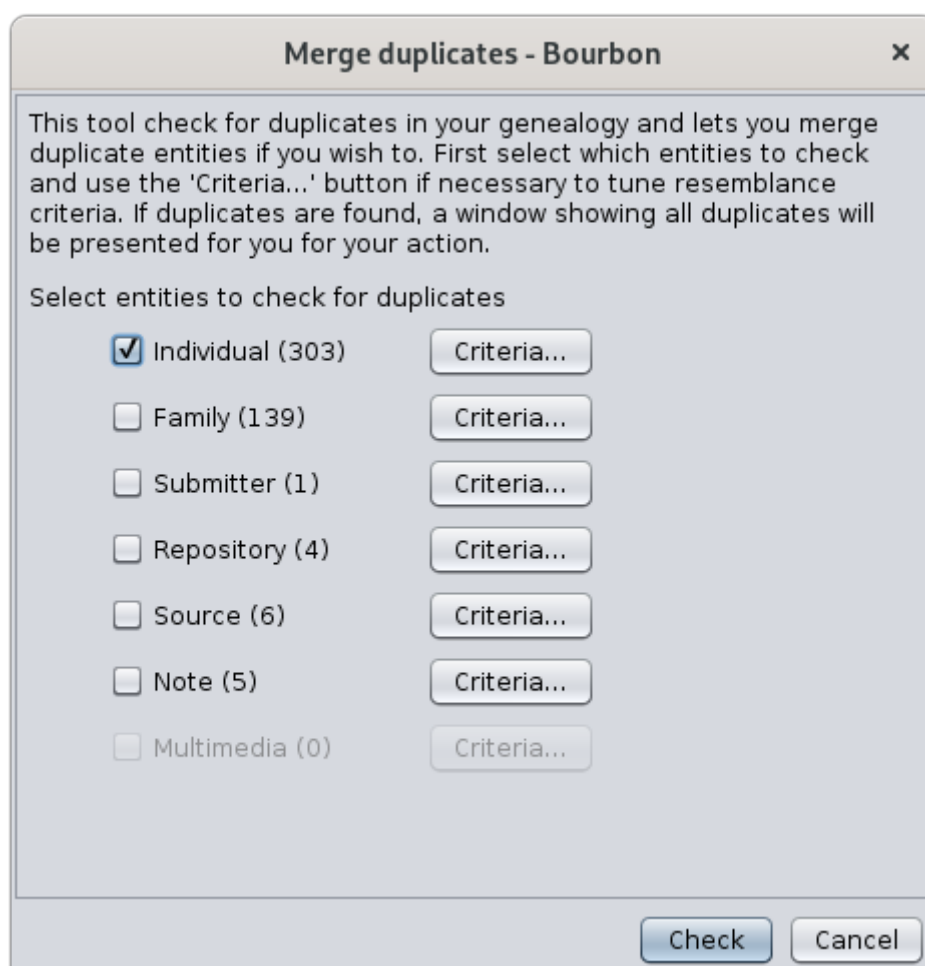 Merge duplicates - Bourbon ×
This tool check for duplicates in your genealogy and lets you merge
duplicate entities if you wish to. First select which entities to check
and use the 'Criteria...' button if necessary to tune resemblance
criteria. If duplicates are found, a window showing all duplicates will
be presented for you for your action.
Select entities to check for duplicates
Individual (303) Criteria...
Family (139) Criteria...
Submitter (1) Criteria...
Repository (4) Criteria...
Source (6) Criteria...
Note (5) Criteria...
Multimedia (0) Criteria...
Check Cancel